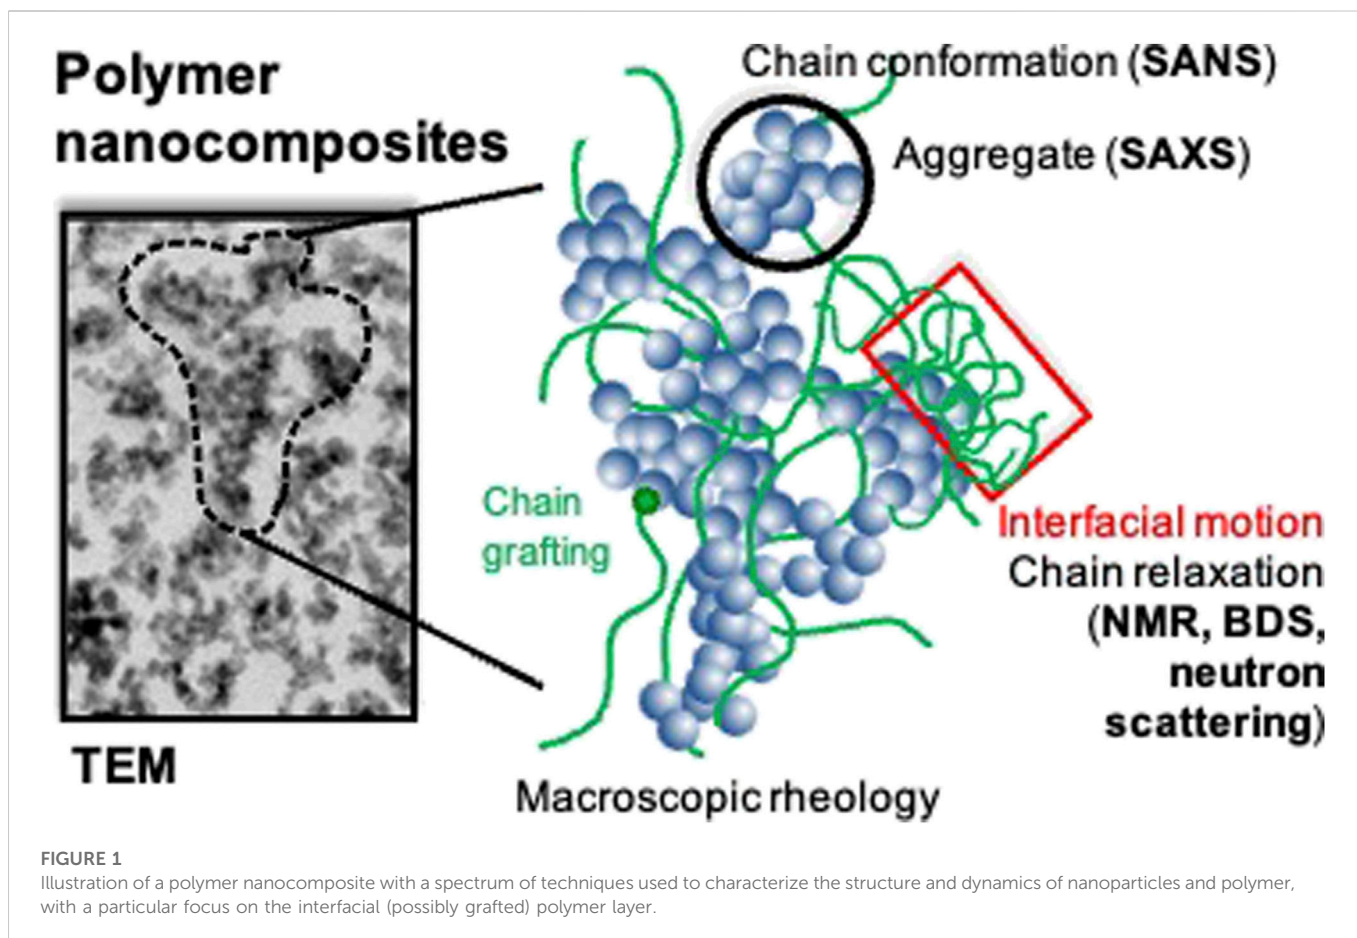 Polymer
nanocomposites
TEM
Chain conformation (SANS)
Aggregate (SAXS)
Chain
grafting
Interfacial motion
Chain relaxation
(NMR, BDS,
neutron
scattering)
Macroscopic rheology
FIGURE 1
Illustration of a polymer nanocomposite with a spectrum of techniques used to characterize the structure and dynamics of nanoparticles and polymer,
with a particular focus on the interfacial (possibly grafted) polymer layer.